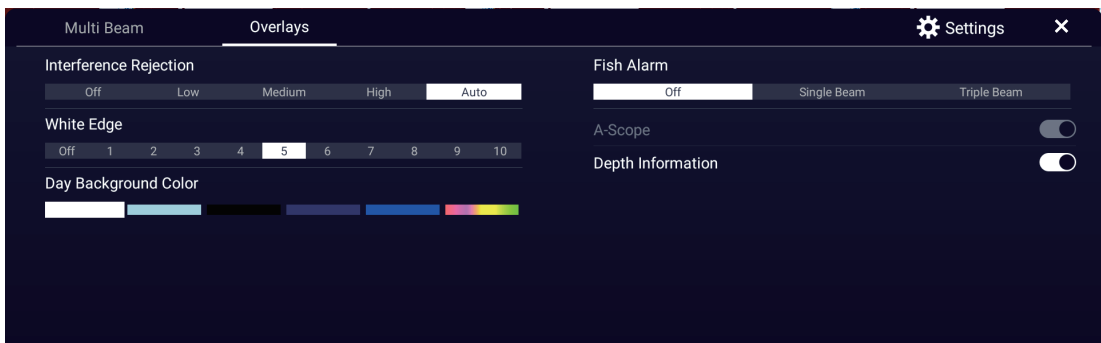 Multi Beam Overlays Settings ×
Interference Rejection
Off Low Medium High Auto
White Edge
Off 1 2 3 4 5 6 7 8 9 10
Day Background Color
Fish Alarm
Off Single Beam Triple Beam
A-Scope
Depth Information